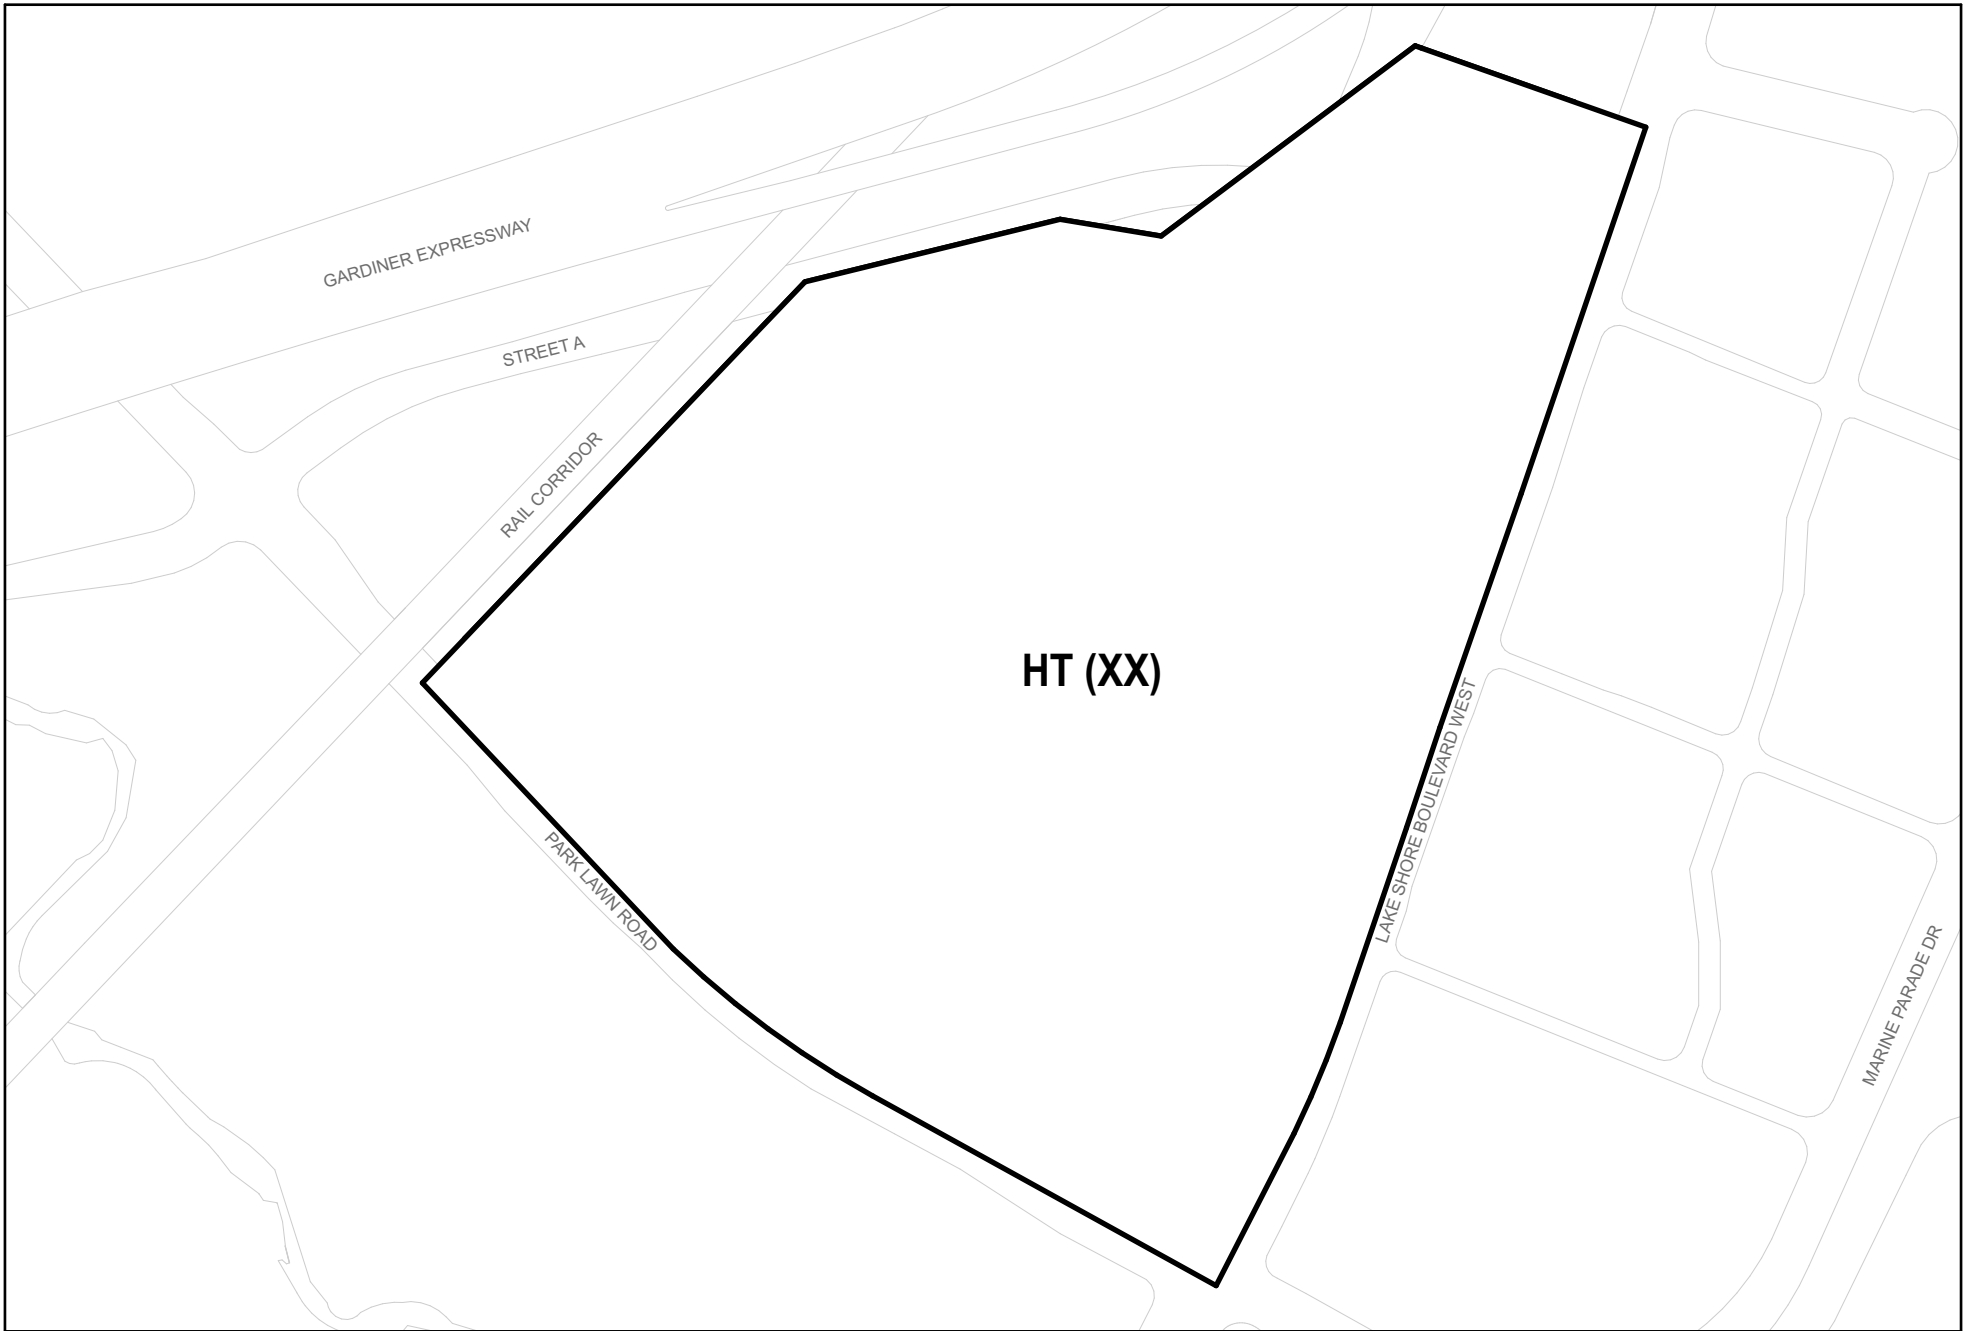 GARDINER EXPRESSWAY
STREET A
RAIL CORRIDOR
HT (XX)
LAKE SHORE BOULEVARD WEST
PARK LAWN ROAD
MARINE PARADE DR